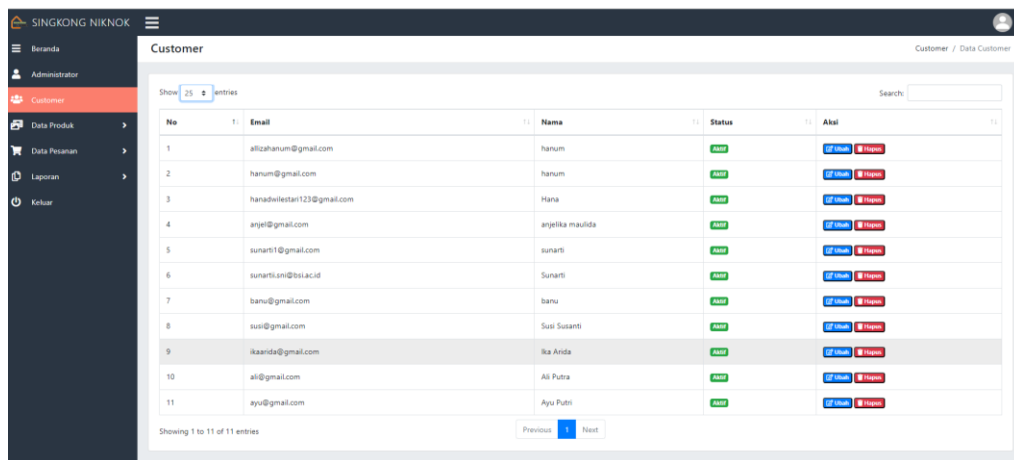 SINGKONG NIKNOK
Beranda
Administrator
Customer
Data Produk
Data Pesanan
Laporan
Keluar
Customer
Customer / Data Customer
Show 25 entries
Search:
No Email Nama Status Aksi
1 allizahanum@gmail.com hanum Aktif Ubah Hapus
2 hanum@gmail.com hanum Aktif Ubah Hapus
3 hanadwilestari123@gmail.com Hana Aktif Ubah Hapus
4 anjel@gmail.com anjelika maulida Aktif Ubah Hapus
5 sunarti1@gmail.com sunarti Aktif Ubah Hapus
6 sunartii.sni@bsi.ac.id Sunarti Aktif Ubah Hapus
7 banu@gmail.com banu Aktif Ubah Hapus
8 susi@gmail.com Susi Susanti Aktif Ubah Hapus
9 ikaarida@gmail.com Ika Arida Aktif Ubah Hapus
10 ali@gmail.com Ali Putra Aktif Ubah Hapus
11 ayu@gmail.com Ayu Putri Aktif Ubah Hapus
Showing 1 to 11 of 11 entries
Previous 1 Next